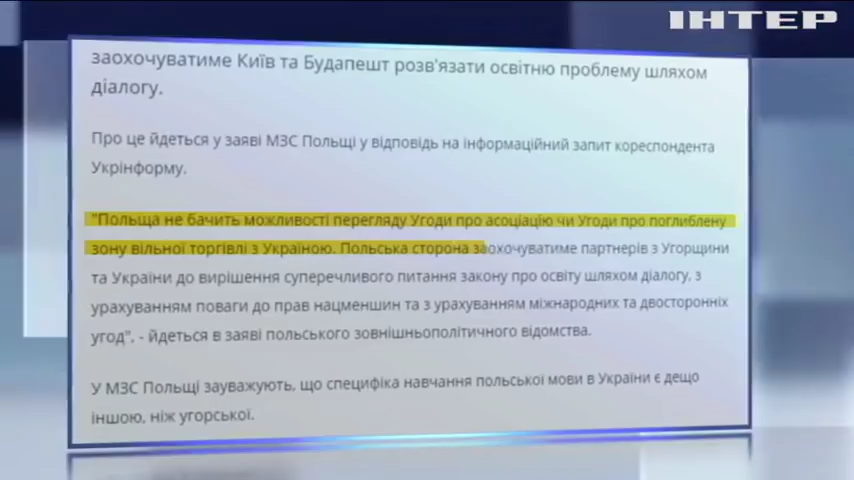 ІНТЕР
заохочуватиме Київ та Будапешт розв'язати освітню проблему шляхом
діалогу.
Про це йдеться у заяві МЗС Польщі у відповідь на інформаційний запит кореспондента
Укрінформу.
"Польща не бачить можливості перегляду Угоди про асоціацію чи Угоди про поглиблену
зону вільної торгівлі з Україною. Польська сторона заохочуватиме партнерів з Угорщини
та України до вирішення суперечливого питання закону про освіту шляхом діалогу, з
урахуванням поваги до прав нацменшин та з урахуванням міжнародних та двосторонніх
угод", - йдеться в заяві польського зовнішньополітичного відомства.
У МЗС Польщі зауважують, що специфіка навчання польської мови в Україні є дещо
іншою, ніж угорської.